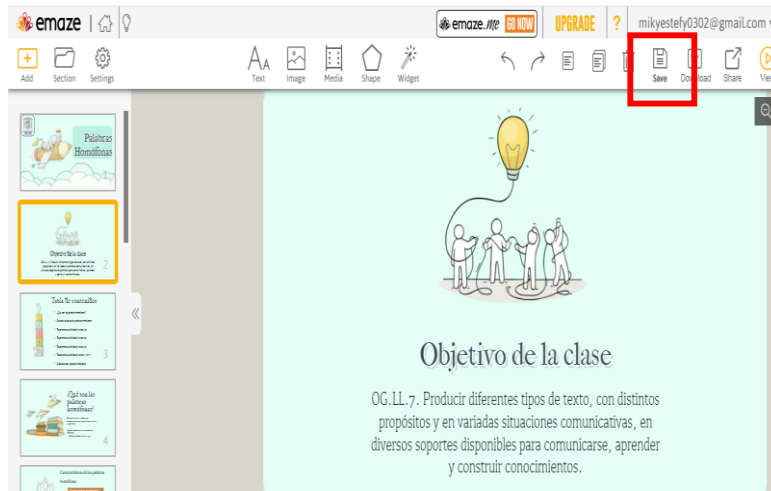 emaze
emaze.me GO NOW
UPGRADE
?
mikyestefy0302@gmail.com
Add
Section
Settings
Text
Image
Media
Shape
Widget
Save
Download
Share
Palabras
Homófonas
Objetivo de la clase
2
Tabla de contenidos
3
¿Qué son las
palabras
homófonas?
4
Características de las palabras
homófonas
Objetivo de la clase
OG.LL.7. Producir diferentes tipos de texto, con distintos
propósitos y en variadas situaciones comunicativas, en
diversos soportes disponibles para comunicarse, aprender
y construir conocimientos.